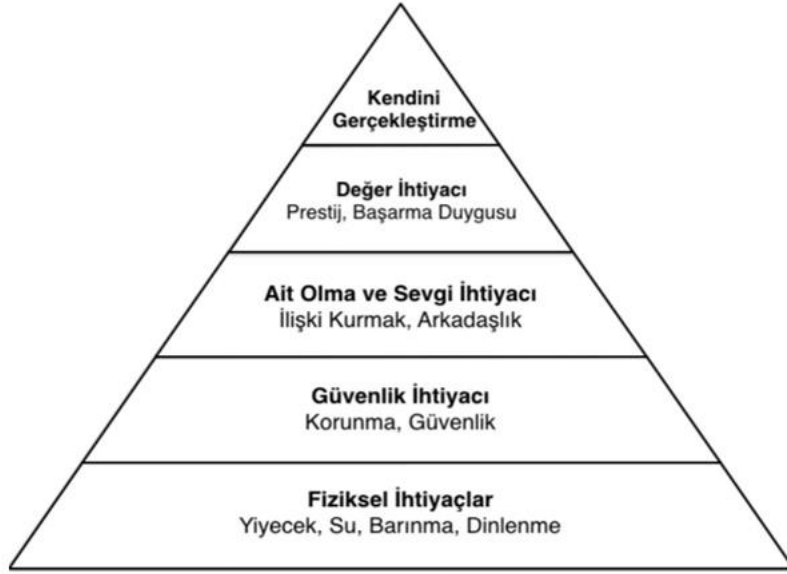 Kendini
Gerçekleştirme
Değer İhtiyacı
Prestij, Başarma Duygusu
Ait Olma ve Sevgi İhtiyacı
İlişki Kurmak, Arkadaşlık
Güvenlik İhtiyacı
Korunma, Güvenlik
Fiziksel İhtiyaçlar
Yiyecek, Su, Barınma, Dinlenme